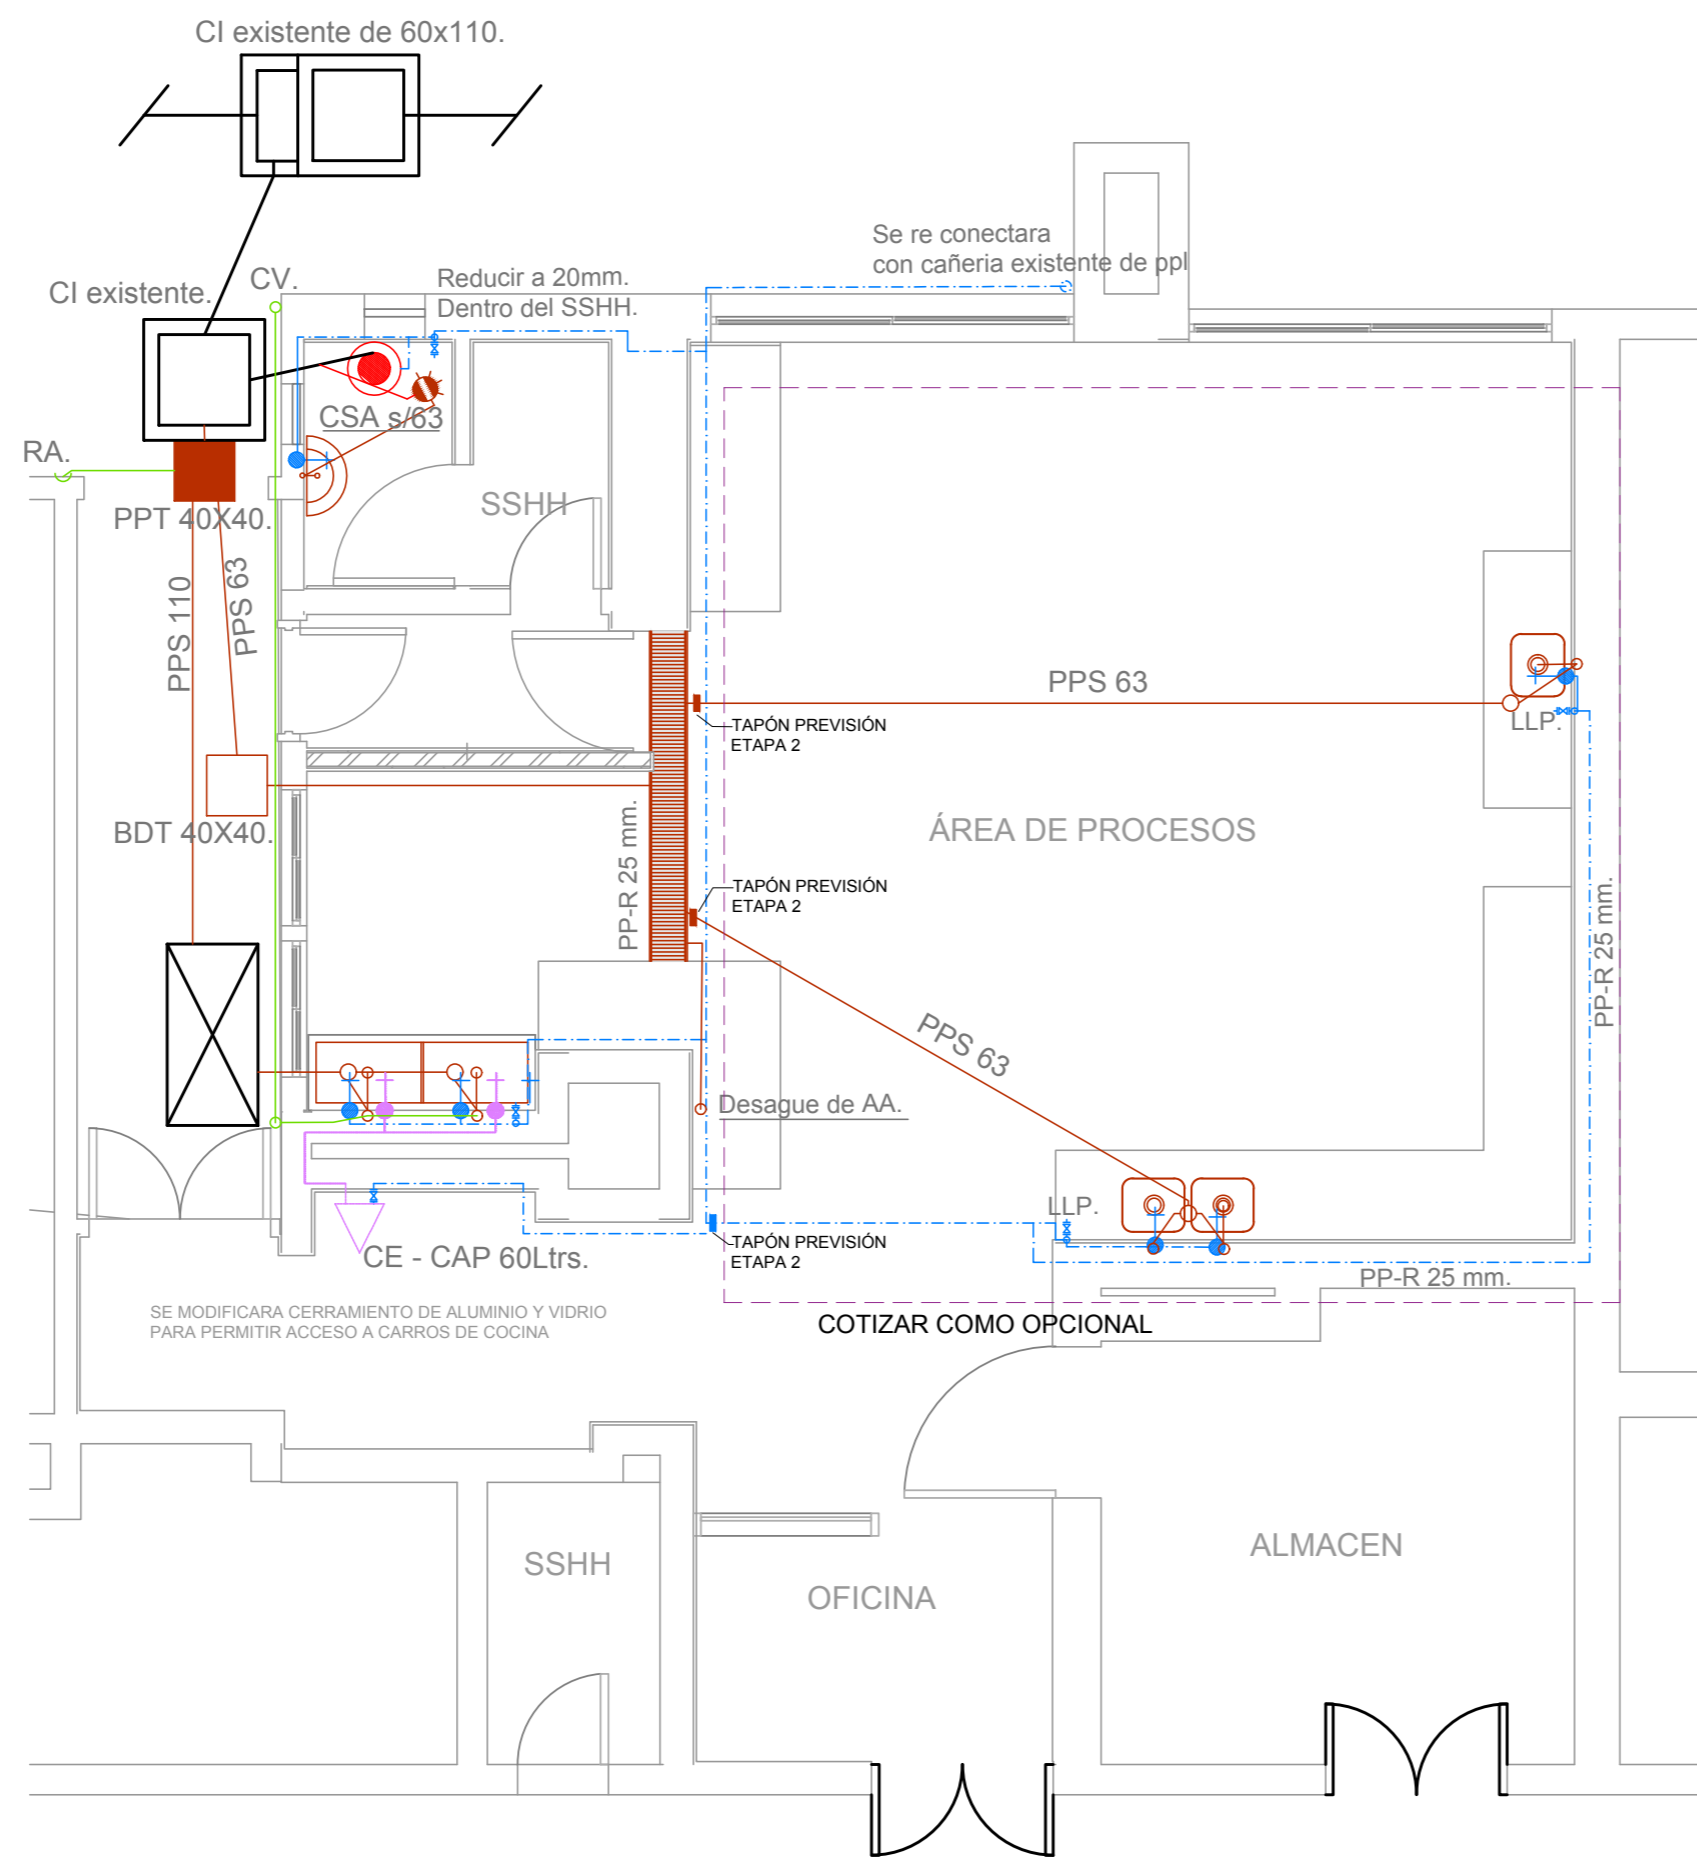 CI existente de 60x110.
Se re conectara
con cañeria existente de ppl
CV.
Reducir a 20mm.
Dentro del SSHH.
CI existente.
CSA s/63
RA.
SSHH
PPT 40X40.
PPS 110
PPS 63
PPS 63
LLP.
TAPÓN PREVISIÓN
ETAPA 2
BDT 40X40.
PP-R 25 mm.
ÁREA DE PROCESOS
TAPÓN PREVISIÓN
ETAPA 2
PP-R 25 mm.
PPS 63
Desague de AA.
LLP.
CE - CAP 60Ltrs.
TAPÓN PREVISIÓN
ETAPA 2
PP-R 25 mm.
SE MODIFICARA CERRAMIENTO DE ALUMINIO Y VIDRIO
PARA PERMITIR ACCESO A CARROS DE COCINA
COTIZAR COMO OPCIONAL
SSHH
OFICINA
ALMACEN